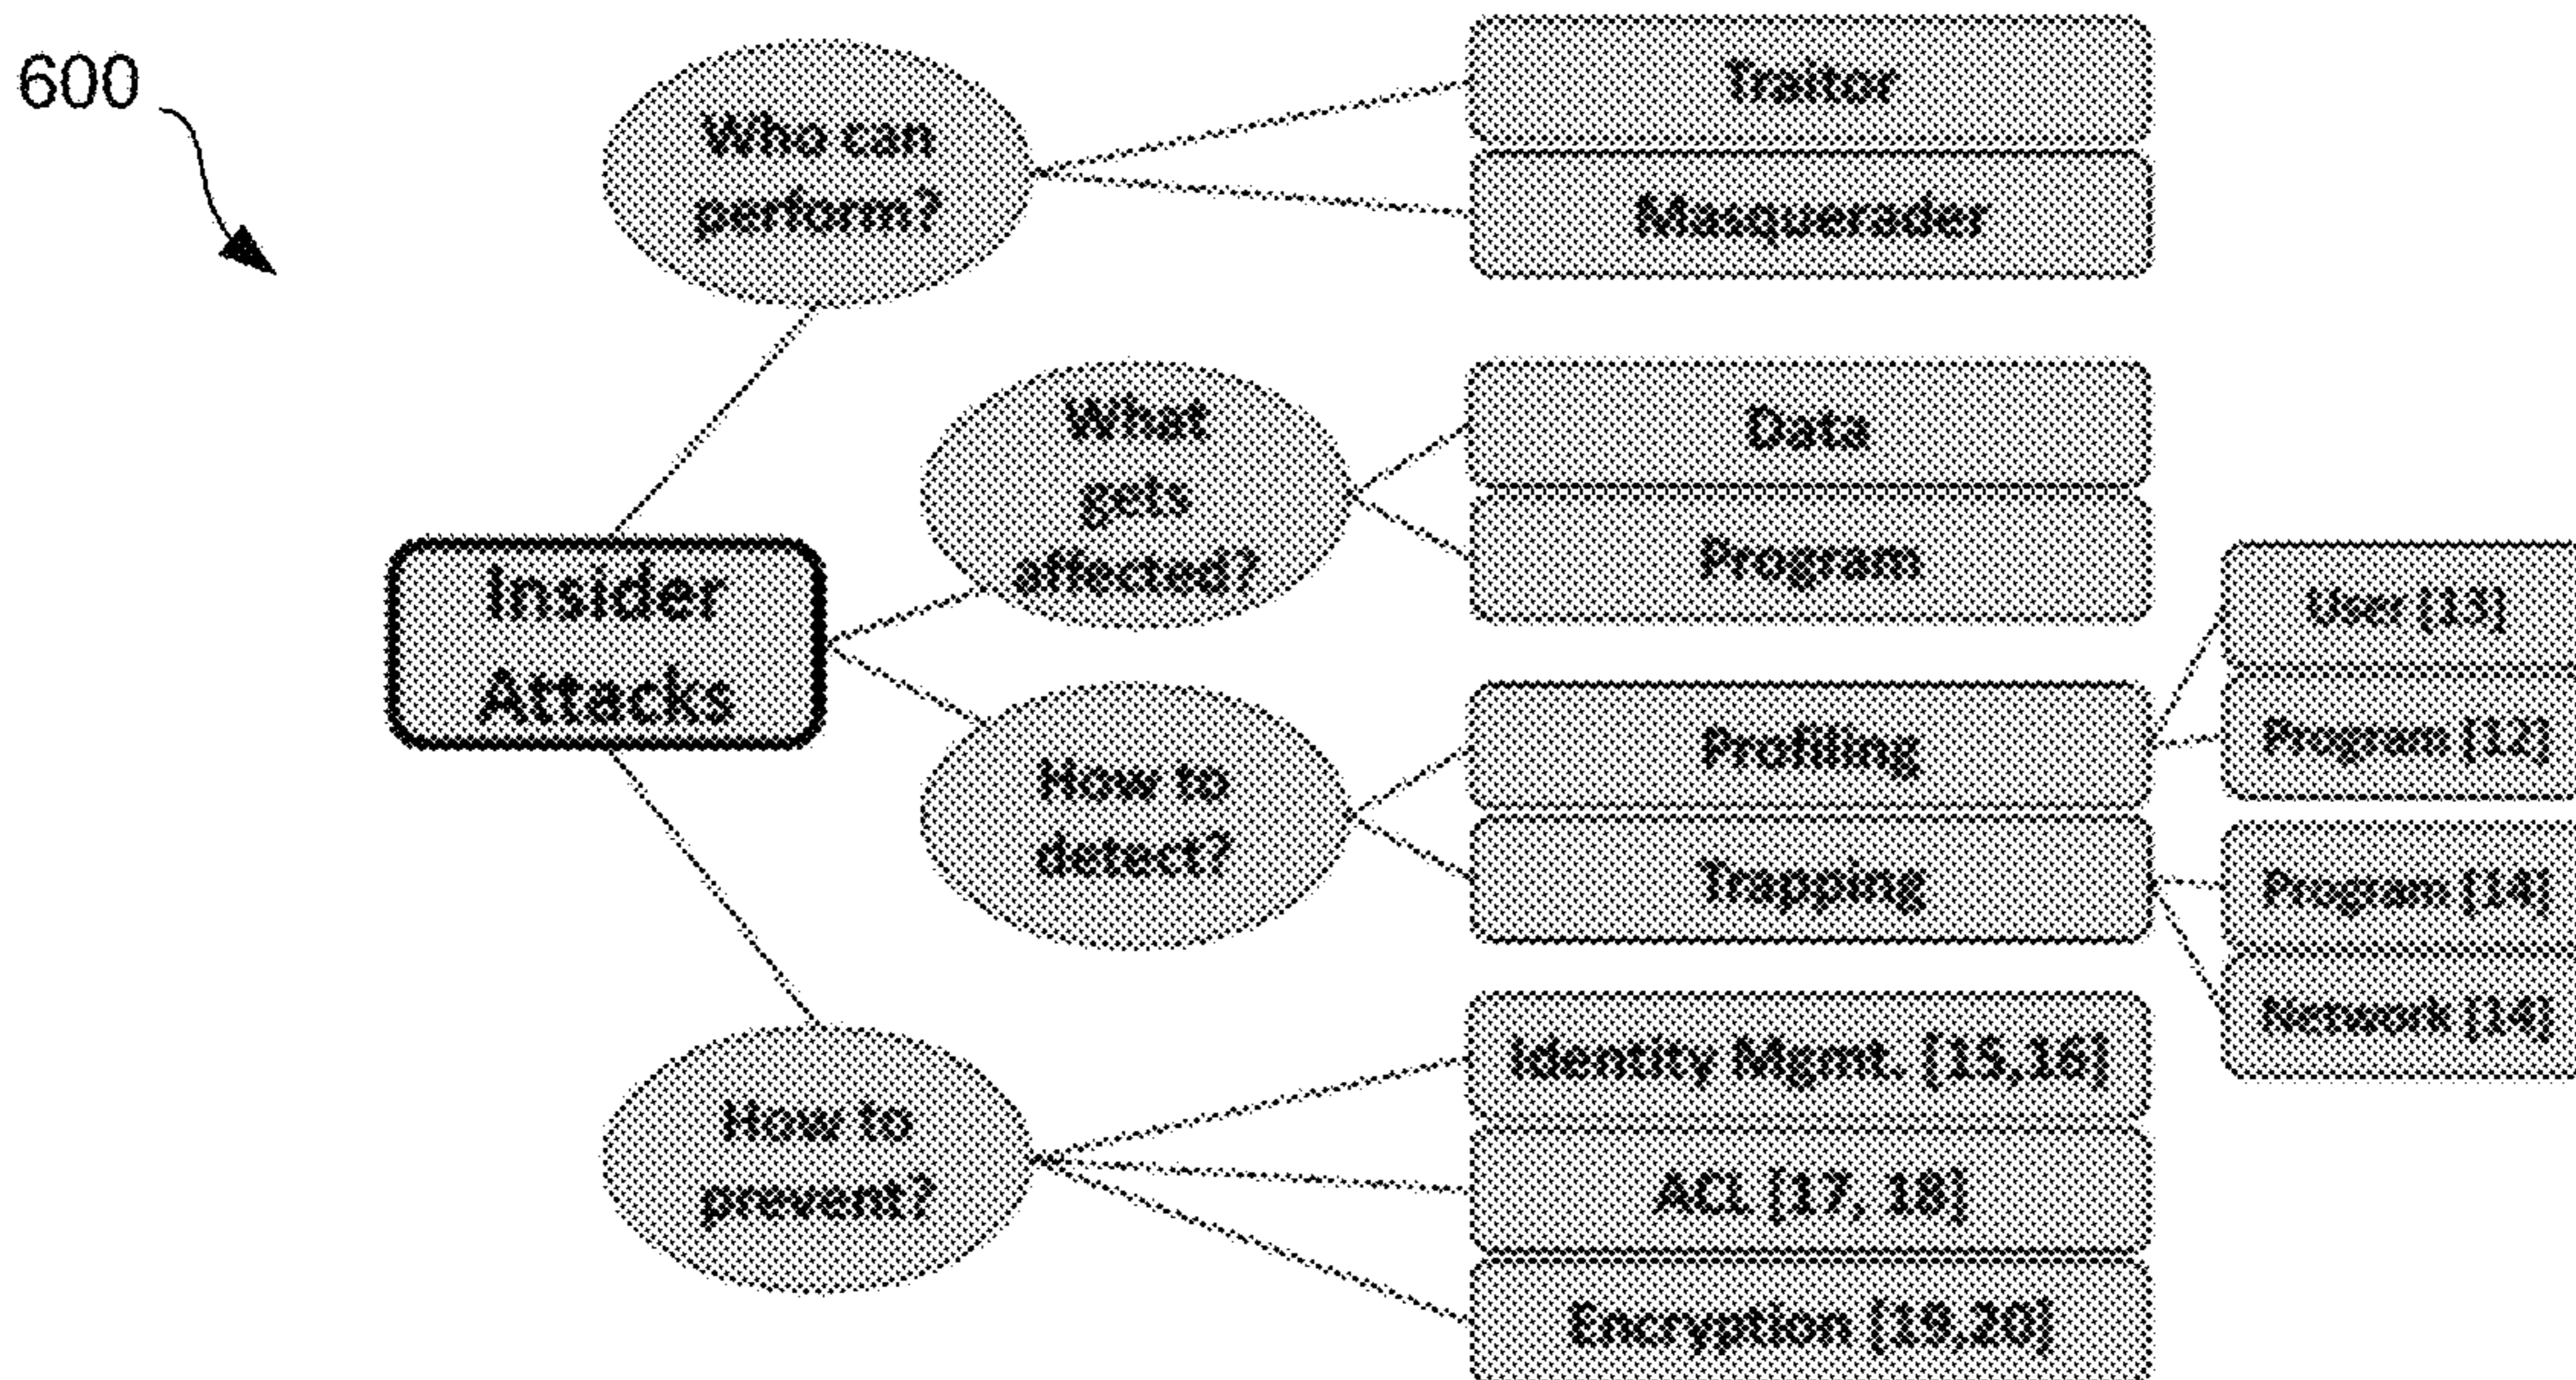 600
Who can
perform?
Traitor
Masquerader
What
gets
affected?
Data
Program
Insider
Attacks
How to
detect?
Profiling
Trapping
User [13]
Program [12]
Program [14]
Network [14]
How to
prevent?
Identity Mgmt. [15,16]
ACL [17, 18]
Encryption [19,20]